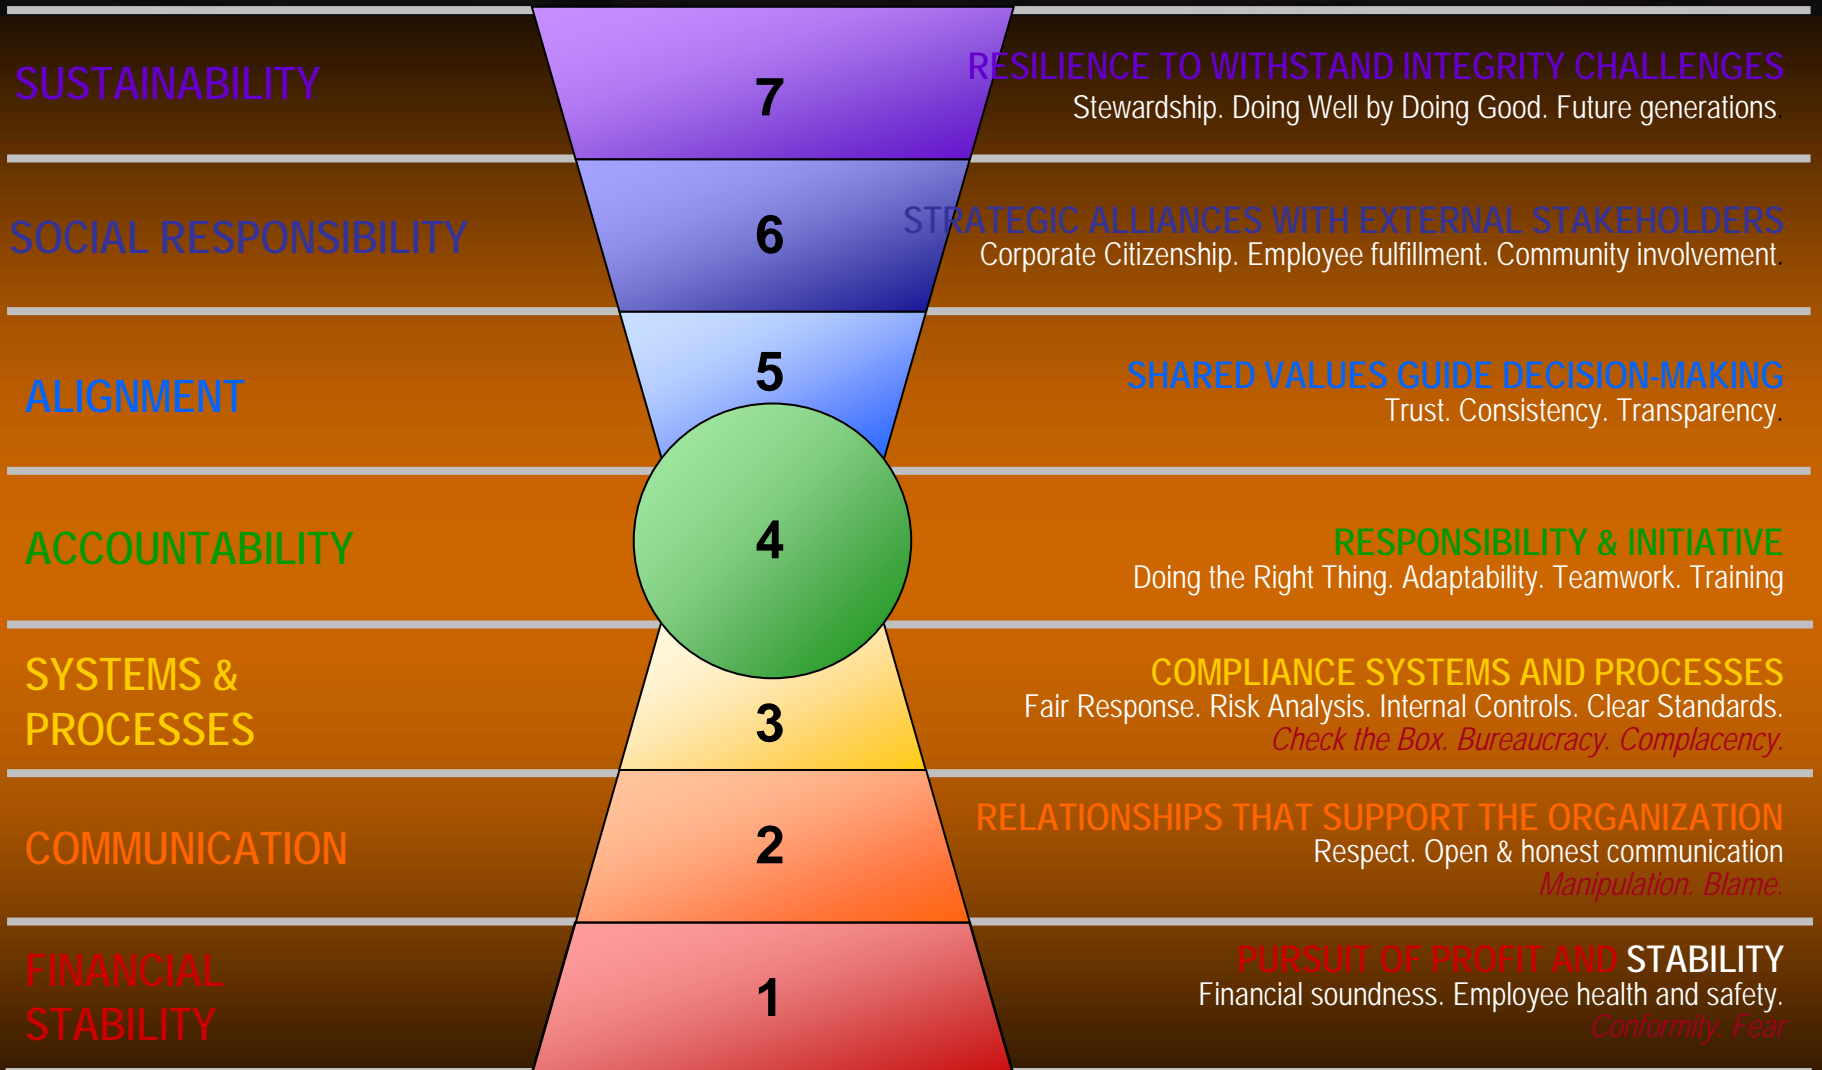 SUSTAINABILITY
7
RESILIENCE TO WITHSTAND INTEGRITY CHALLENGES
Stewardship. Doing Well by Doing Good. Future generations.
SOCIAL RESPONSIBILITY
6
STRATEGIC ALLIANCES WITH EXTERNAL STAKEHOLDERS
Corporate Citizenship. Employee fulfillment. Community involvement.
ALIGNMENT
5
SHARED VALUES GUIDE DECISION-MAKING
Trust. Consistency. Transparency.
ACCOUNTABILITY
4
RESPONSIBILITY & INITIATIVE
Doing the Right Thing. Adaptability. Teamwork. Training
SYSTEMS &
PROCESSES
3
COMPLIANCE SYSTEMS AND PROCESSES
Fair Response. Risk Analysis. Internal Controls. Clear Standards.
Check the Box. Bureaucracy. Complacency.
COMMUNICATION
2
RELATIONSHIPS THAT SUPPORT THE ORGANIZATION
Respect. Open & honest communication
Manipulation. Blame.
FINANCIAL
STABILITY
1
PURSUIT OF PROFIT AND STABILITY
Financial soundness. Employee health and safety.
Conformity. Fear